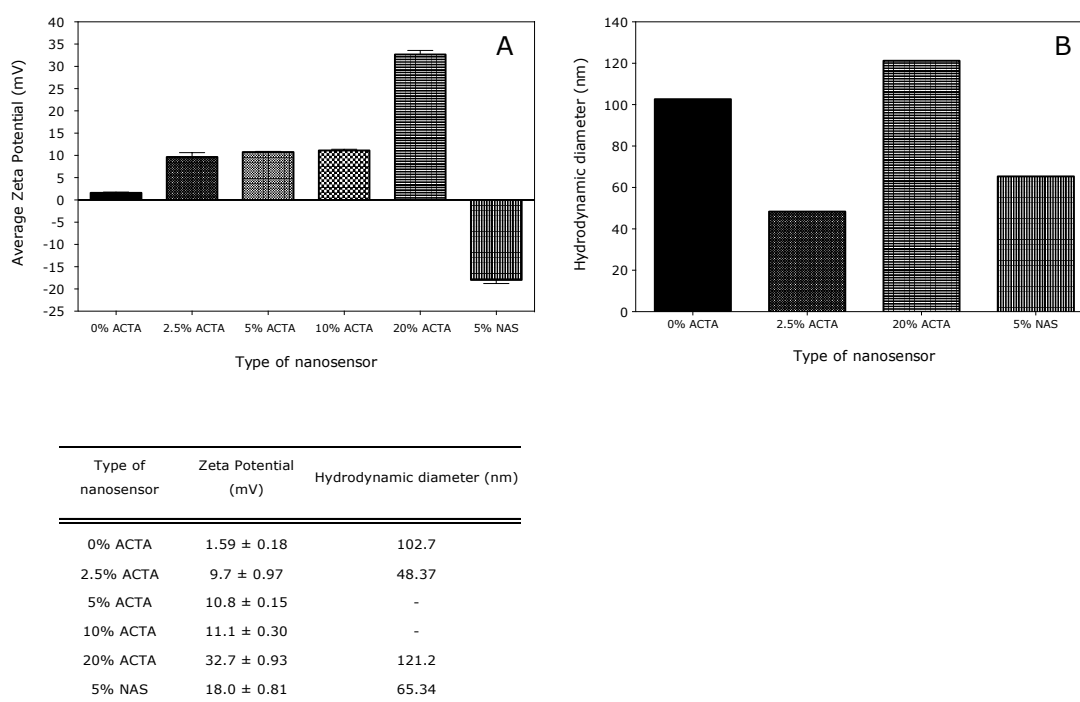 A
40
35
30
25
20
15
10
5
0
-5
-10
-15
-20
-25
Average Zeta Potential (mV)
0% ACTA 2.5% ACTA 5% ACTA 10% ACTA 20% ACTA 5% NAS
Type of nanosensor
B
140
120
100
80
60
40
20
0
Hydrodynamic diameter (nm)
0% ACTA 2.5% ACTA 20% ACTA 5% NAS
Type of nanosensor
Type of nanosensor Zeta Potential (mV) Hydrodynamic diameter (nm)
0% ACTA 1.59 ± 0.18 102.7
2.5% ACTA 9.7 ± 0.97 48.37
5% ACTA 10.8 ± 0.15 -
10% ACTA 11.1 ± 0.30 -
20% ACTA 32.7 ± 0.93 121.2
5% NAS 18.0 ± 0.81 65.34